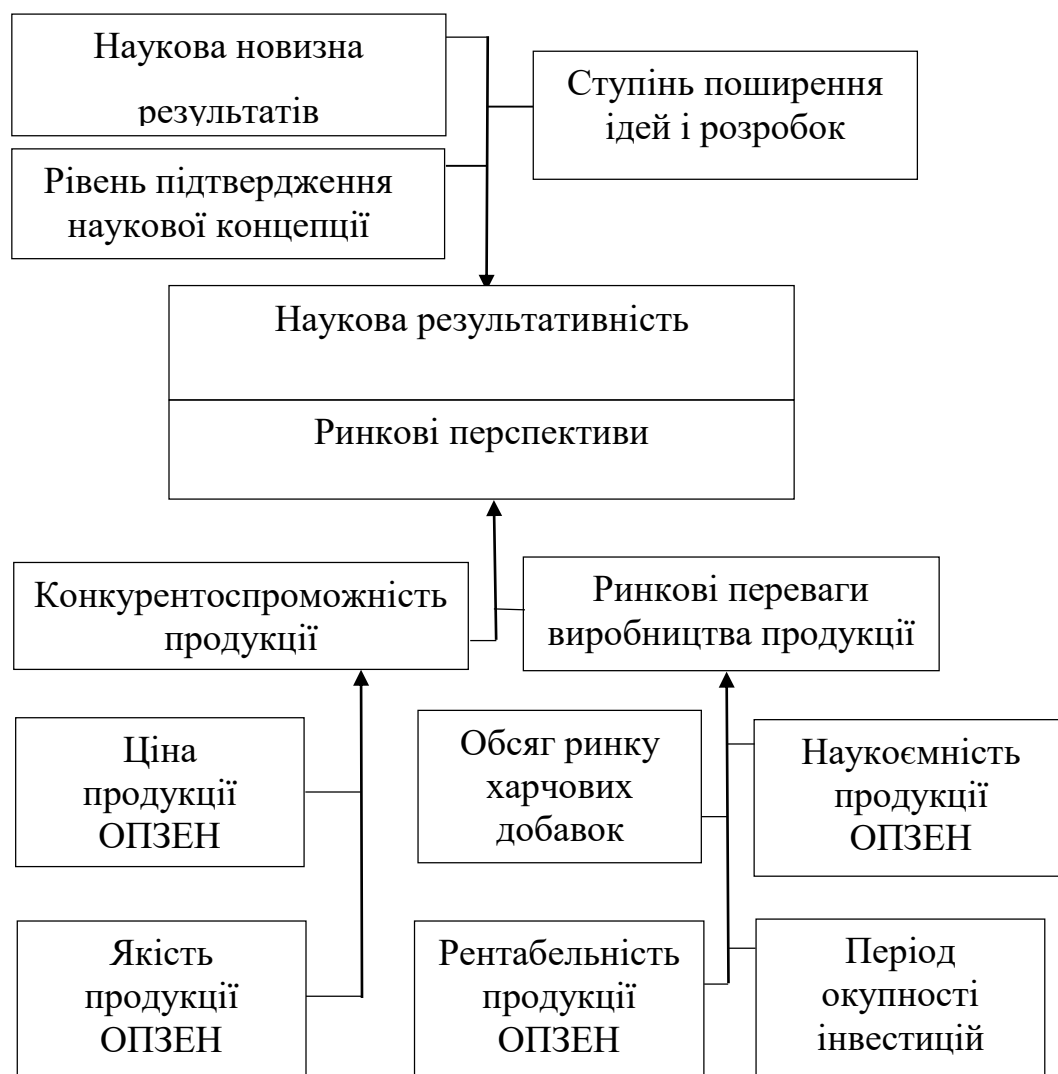 Наукова новизна
результатів
Ступінь поширення
ідей і розробок
Рівень підтвердження
наукової концепції
Наукова результативність
Ринкові перспективи
Конкурентоспроможність
продукції
Ринкові переваги
виробництва продукції
Ціна
продукції
ОПЗЕН
Обсяг ринку
харчових
добавок
Наукоємність
продукції
ОПЗЕН
Якість
продукції
ОПЗЕН
Рентабельність
продукції
ОПЗЕН
Період
окупності
інвестицій